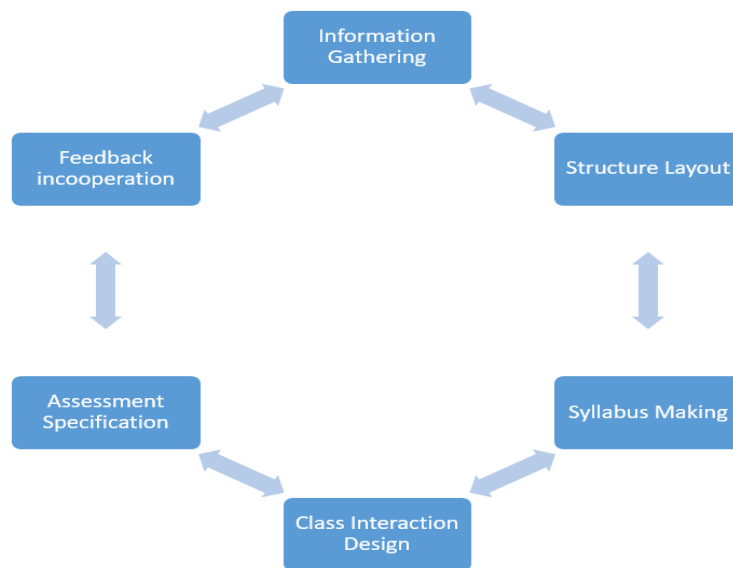 Information
Gathering
Structure Layout
Syllabus Making
Class Interaction
Design
Assessment
Specification
Feedback
incooperation